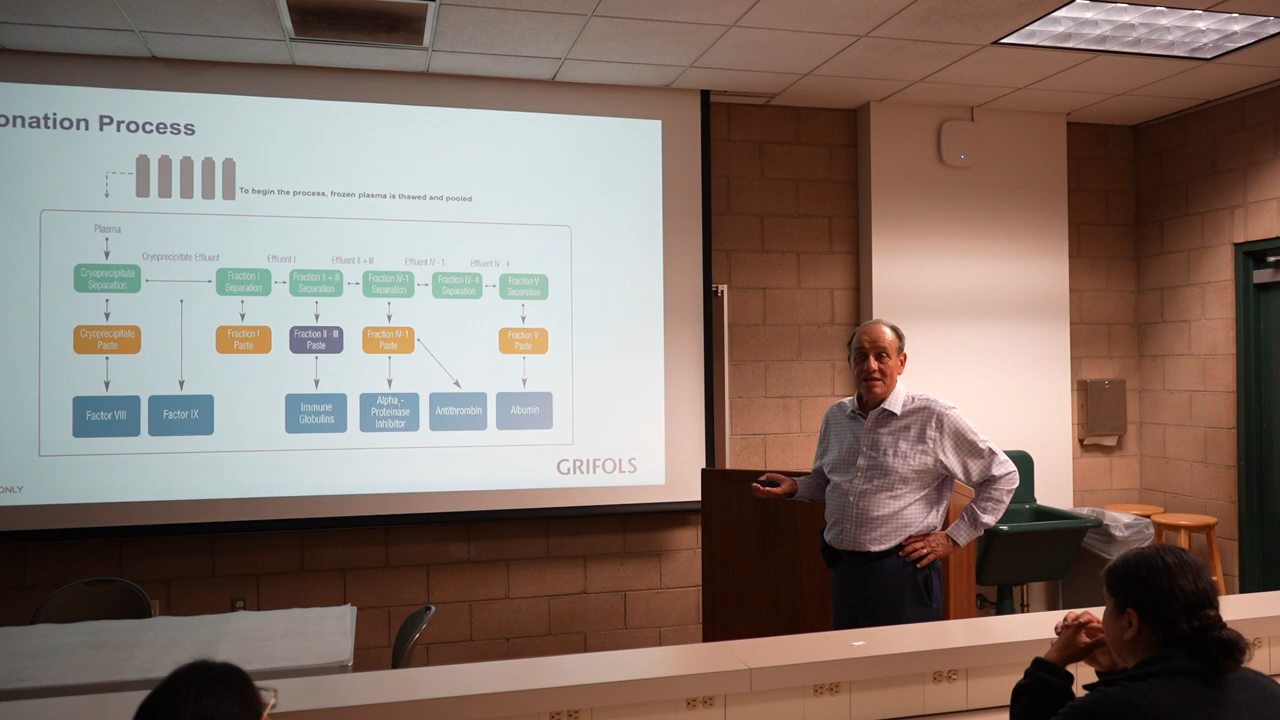 onation Process
To begin the process, frozen plasma is thawed and pooled
Plasma
Cryoprecipitate Effluent
Effluent I
Effluent II + III
Effluent IV - 1
Effluent IV - 4
Cryoprecipitate
Separation
Fraction I
Separation
Fraction II + III
Separation
Fraction IV-1
Separation
Fraction IV-4
Separation
Fraction V
Separation
Cryoprecipitate
Paste
Fraction I
Paste
Fraction II - III
Paste
Fraction IV-1
Paste
Fraction V
Paste
Factor VIII
Factor IX
Immune
Globulins
Alpha₁-
Proteinase
Inhibitor
Antithrombin
Albumin
GRIFOLS
ONLY